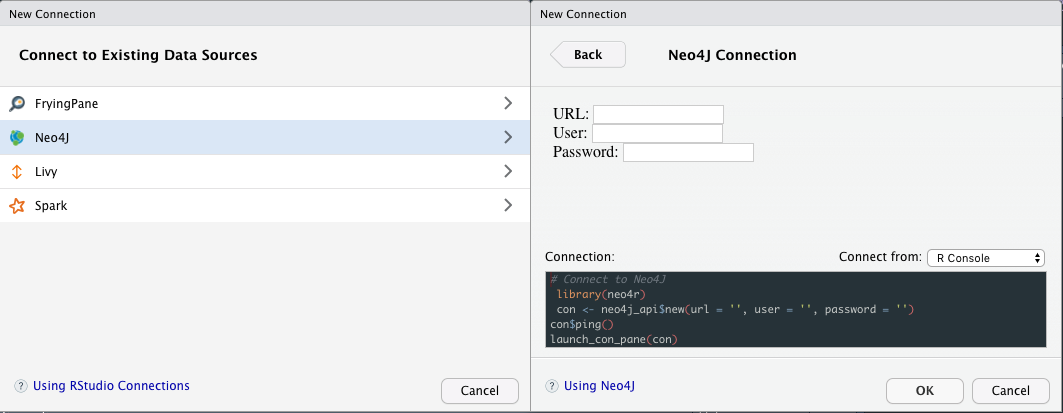 New Connection
Connect to Existing Data Sources
FryingPane
Neo4J
Livy
Spark
? Using RStudio Connections
Cancel
New Connection
Back
Neo4J Connection
URL:
User:
Password:
Connection:
Connect from: R Console
# Connect to Neo4J
library(neo4r)
con <- neo4j_api$new(url = '', user = '', password = '')
con$ping()
launch_con_pane(con)
? Using Neo4J
OK
Cancel